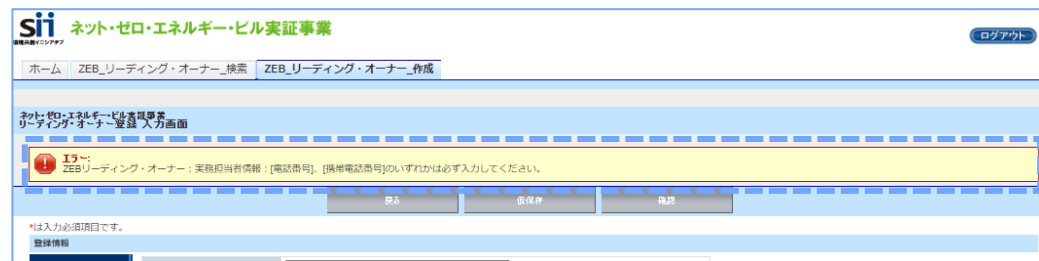 sii ネット・ゼロ・エネルギー・ビル実証事業
環境共創イニシアチブ
ログアウト
ホーム ZEB_リーディング・オーナー_検索 ZEB_リーディング・オーナー_作成
ネット・ゼロ・エネルギー・ビル実証事業
リーディング・オーナー登録 入力画面
エラー:
ZEBリーディング・オーナー：実務担当者情報：[電話番号]、[携帯電話番号]のいずれかは必ず入力してください。
戻る 仮保存 確認
*は入力必須項目です。
登録情報